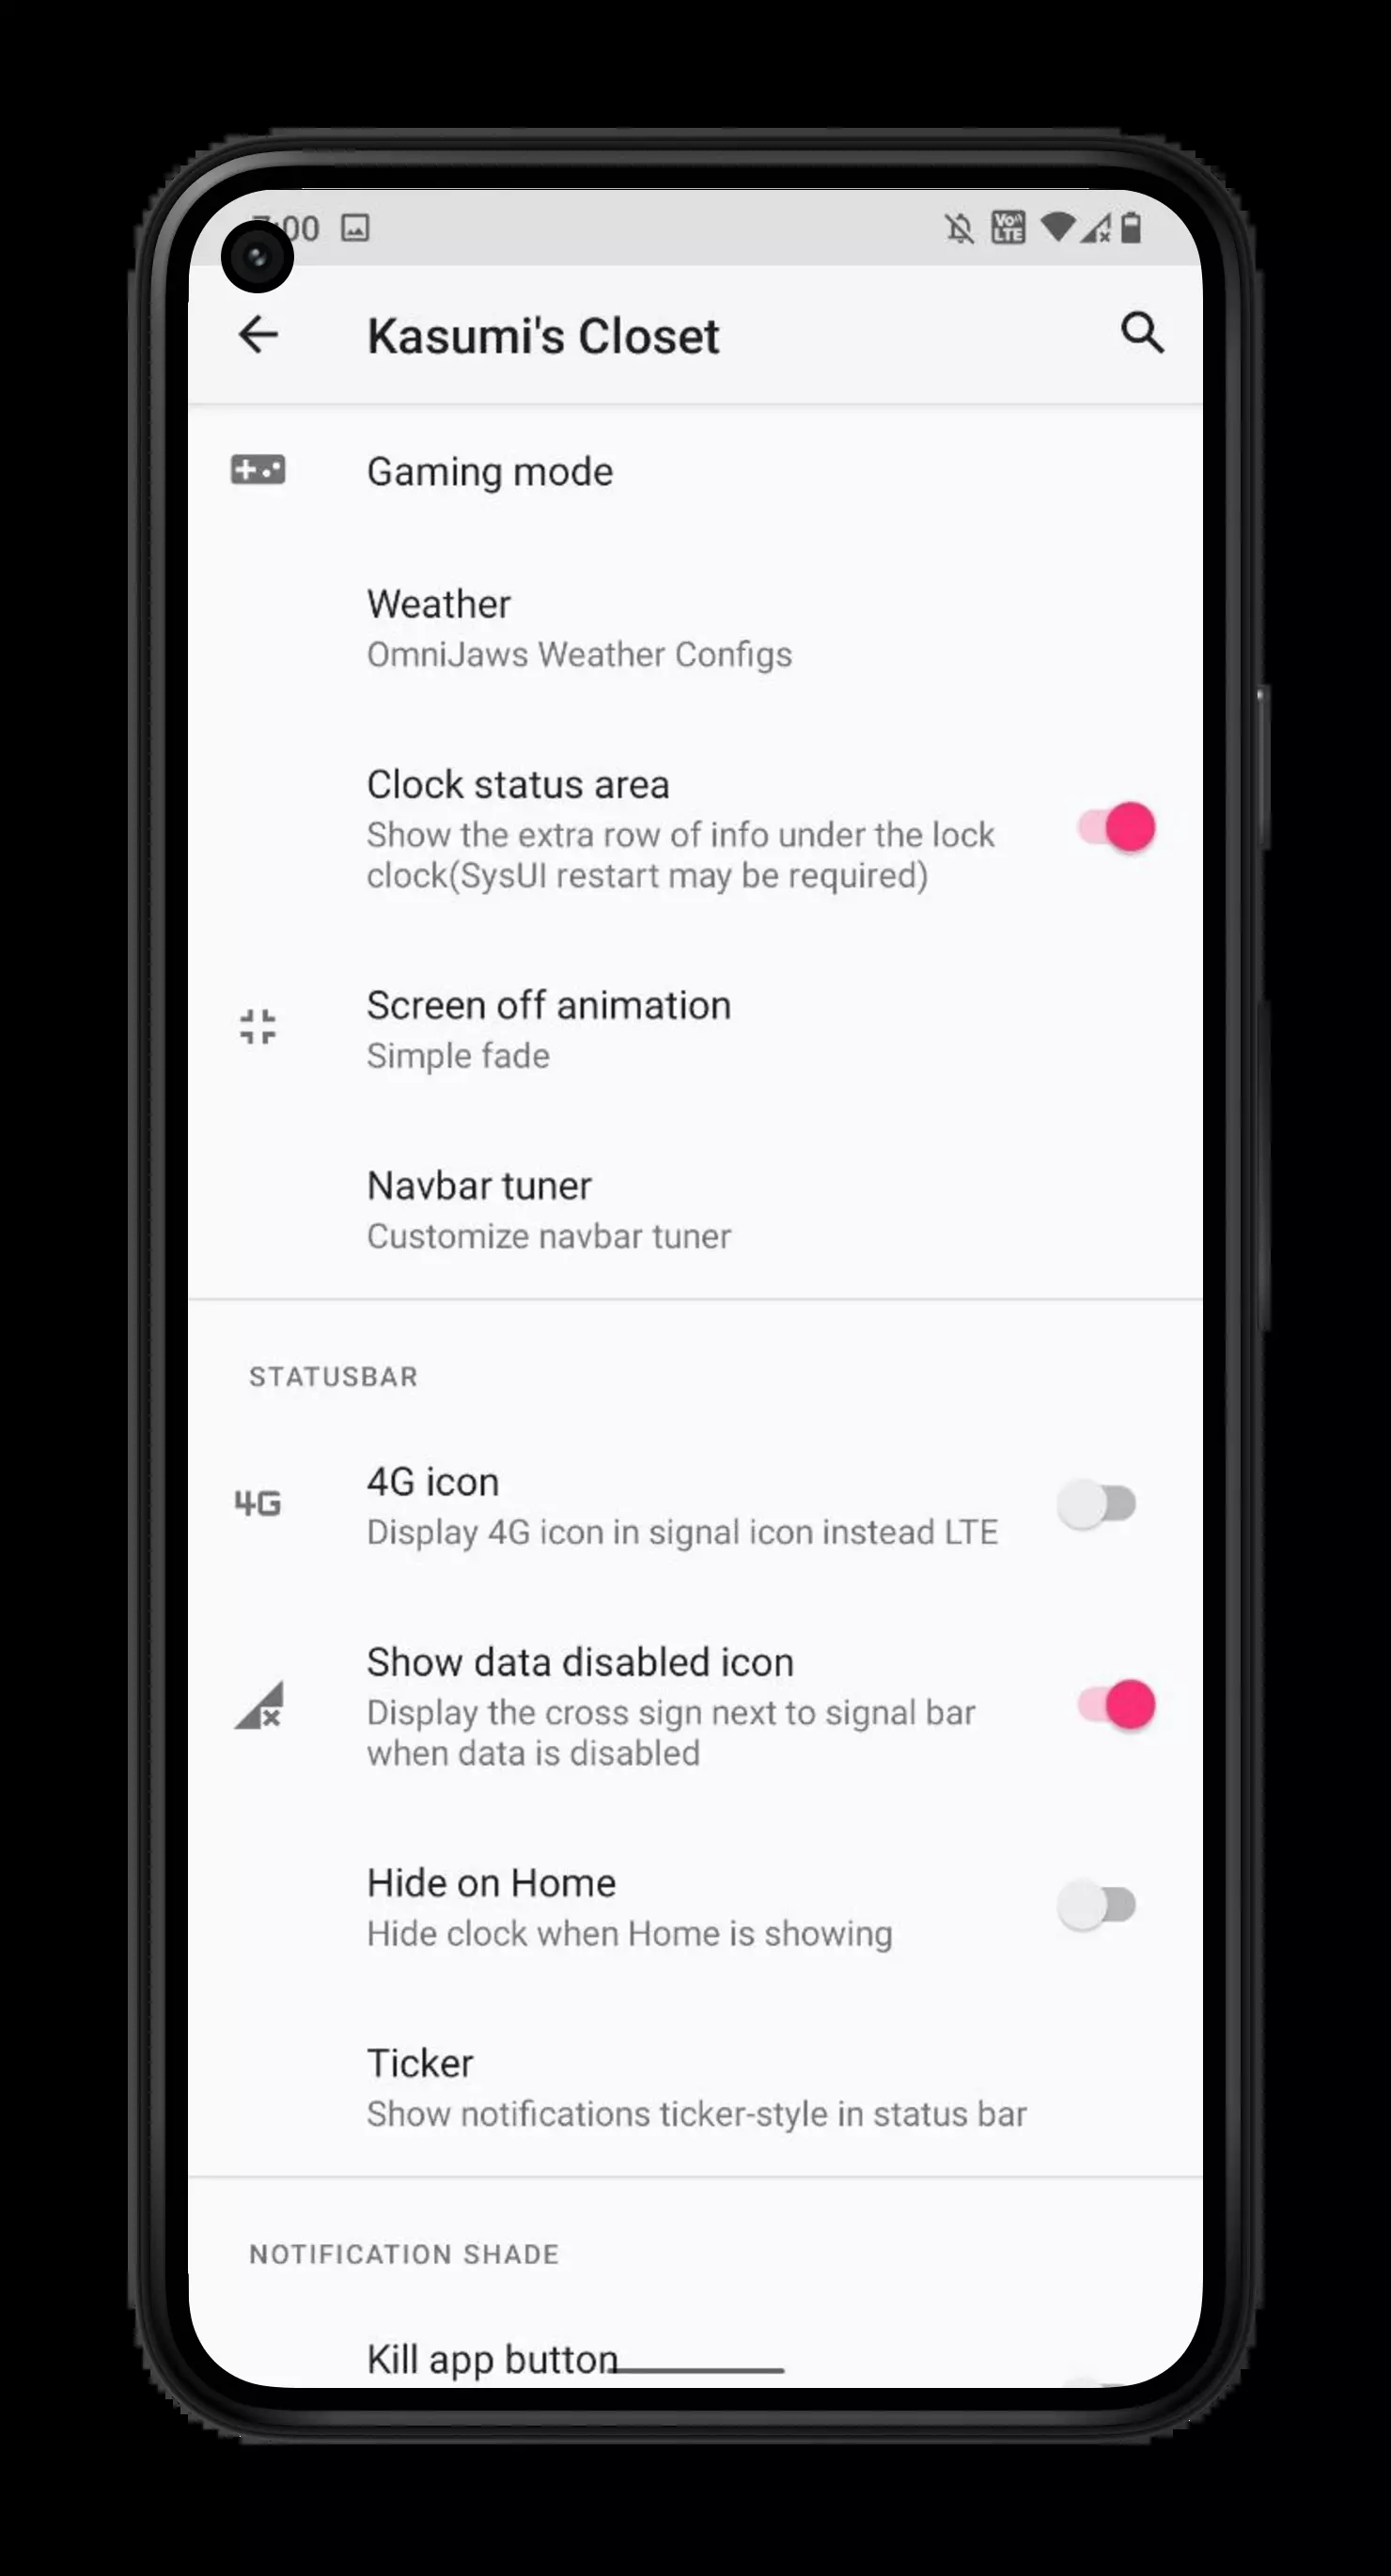 :00
Vo
LTE
Kasumi's Closet
Gaming mode
Weather
OmniJaws Weather Configs
Clock status area
Show the extra row of info under the lock
clock(SysUI restart may be required)
Screen off animation
Simple fade
Navbar tuner
Customize navbar tuner
STATUSBAR
4G
4G icon
Display 4G icon in signal icon instead LTE
Show data disabled icon
Display the cross sign next to signal bar
when data is disabled
Hide on Home
Hide clock when Home is showing
Ticker
Show notifications ticker-style in status bar
NOTIFICATION SHADE
Kill app button